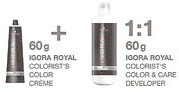 +
60g
IGORA ROYAL
COLORIST'S
COLOR
CRÈME
1:1
60g
IGORA ROYAL
COLORIST'S
COLOR & CARE
DEVELOPER